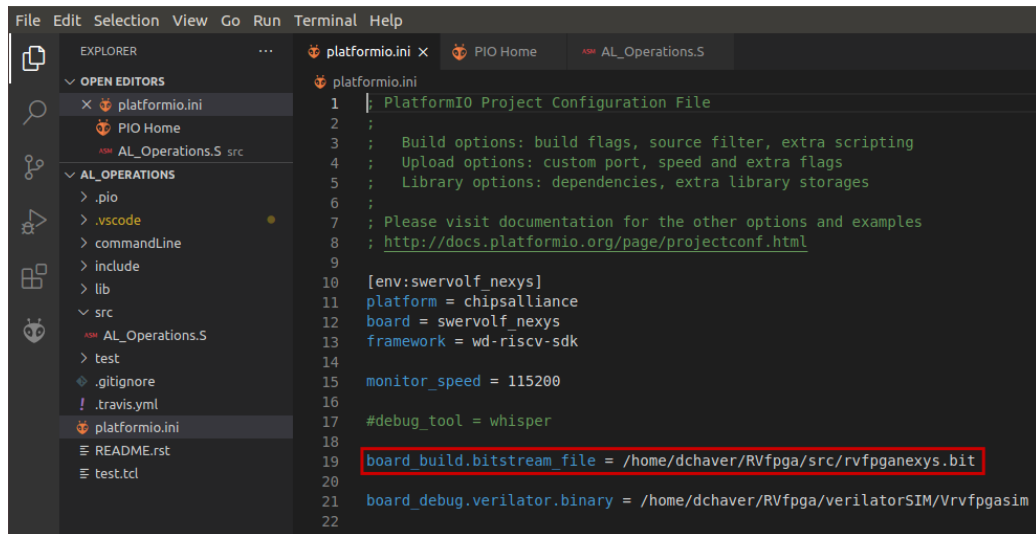 File Edit Selection View Go Run Terminal Help
EXPLORER ...
OPEN EDITORS
platformio.ini
PIO Home
ASM AL_Operations.S src
AL_OPERATIONS
.pio
.vscode
commandLine
include
lib
src
ASM AL_Operations.S
test
.gitignore
! .travis.yml
platformio.ini
README.rst
test.tcl
platformio.ini PIO Home ASM AL_Operations.S
platformio.ini
1 ; PlatformIO Project Configuration File
2 ;
3 ; Build options: build flags, source filter, extra scripting
4 ; Upload options: custom port, speed and extra flags
5 ; Library options: dependencies, extra library storages
6 ;
7 ; Please visit documentation for the other options and examples
8 ; http://docs.platformio.org/page/projectconf.html
9
10 [env:swervolf_nexys]
11 platform = chipsalliance
12 board = swervolf_nexys
13 framework = wd-riscv-sdk
14
15 monitor_speed = 115200
16
17 #debug_tool = whisper
18
19 board_build.bitstream_file = /home/dchaver/RVfpga/src/rvfpganexys.bit
20
21 board_debug.verilator.binary = /home/dchaver/RVfpga/verilatorSIM/Vrvfpgasim
22